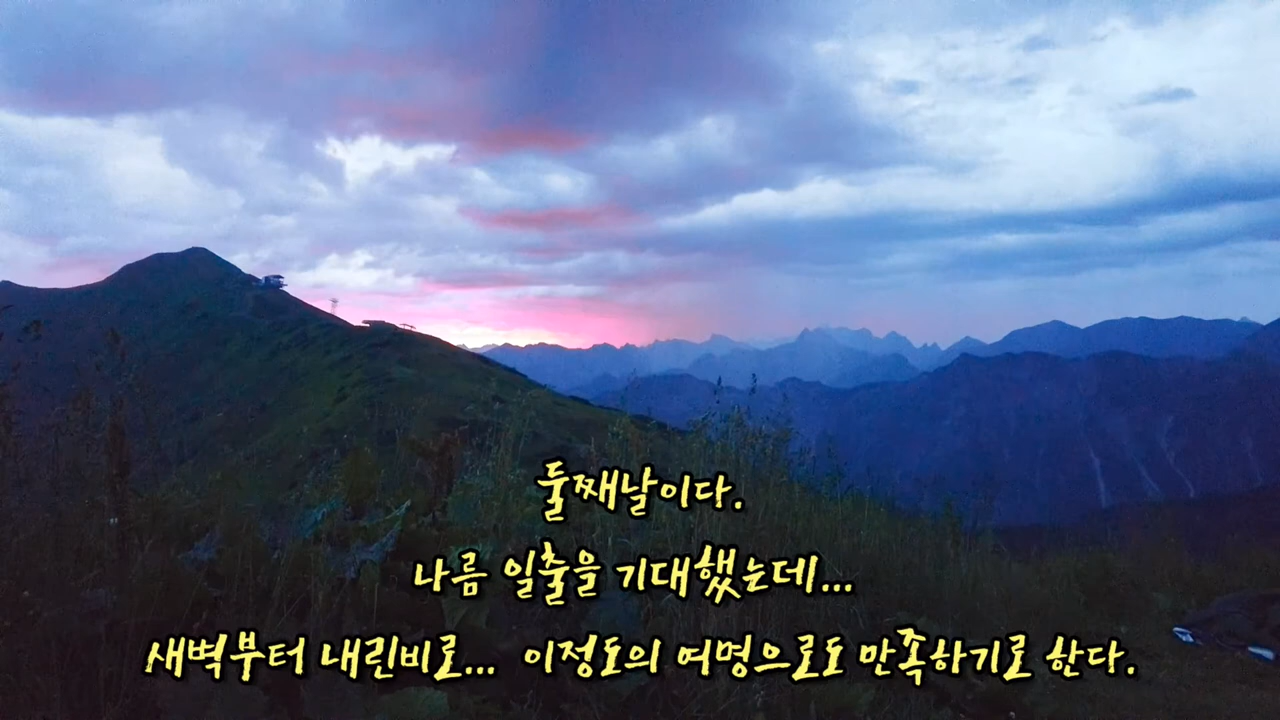 둘째날이다.
나름 일출을 기대했는데...
새벽부터 내린비로... 이정도의 여명으로도 만족하기로 한다.